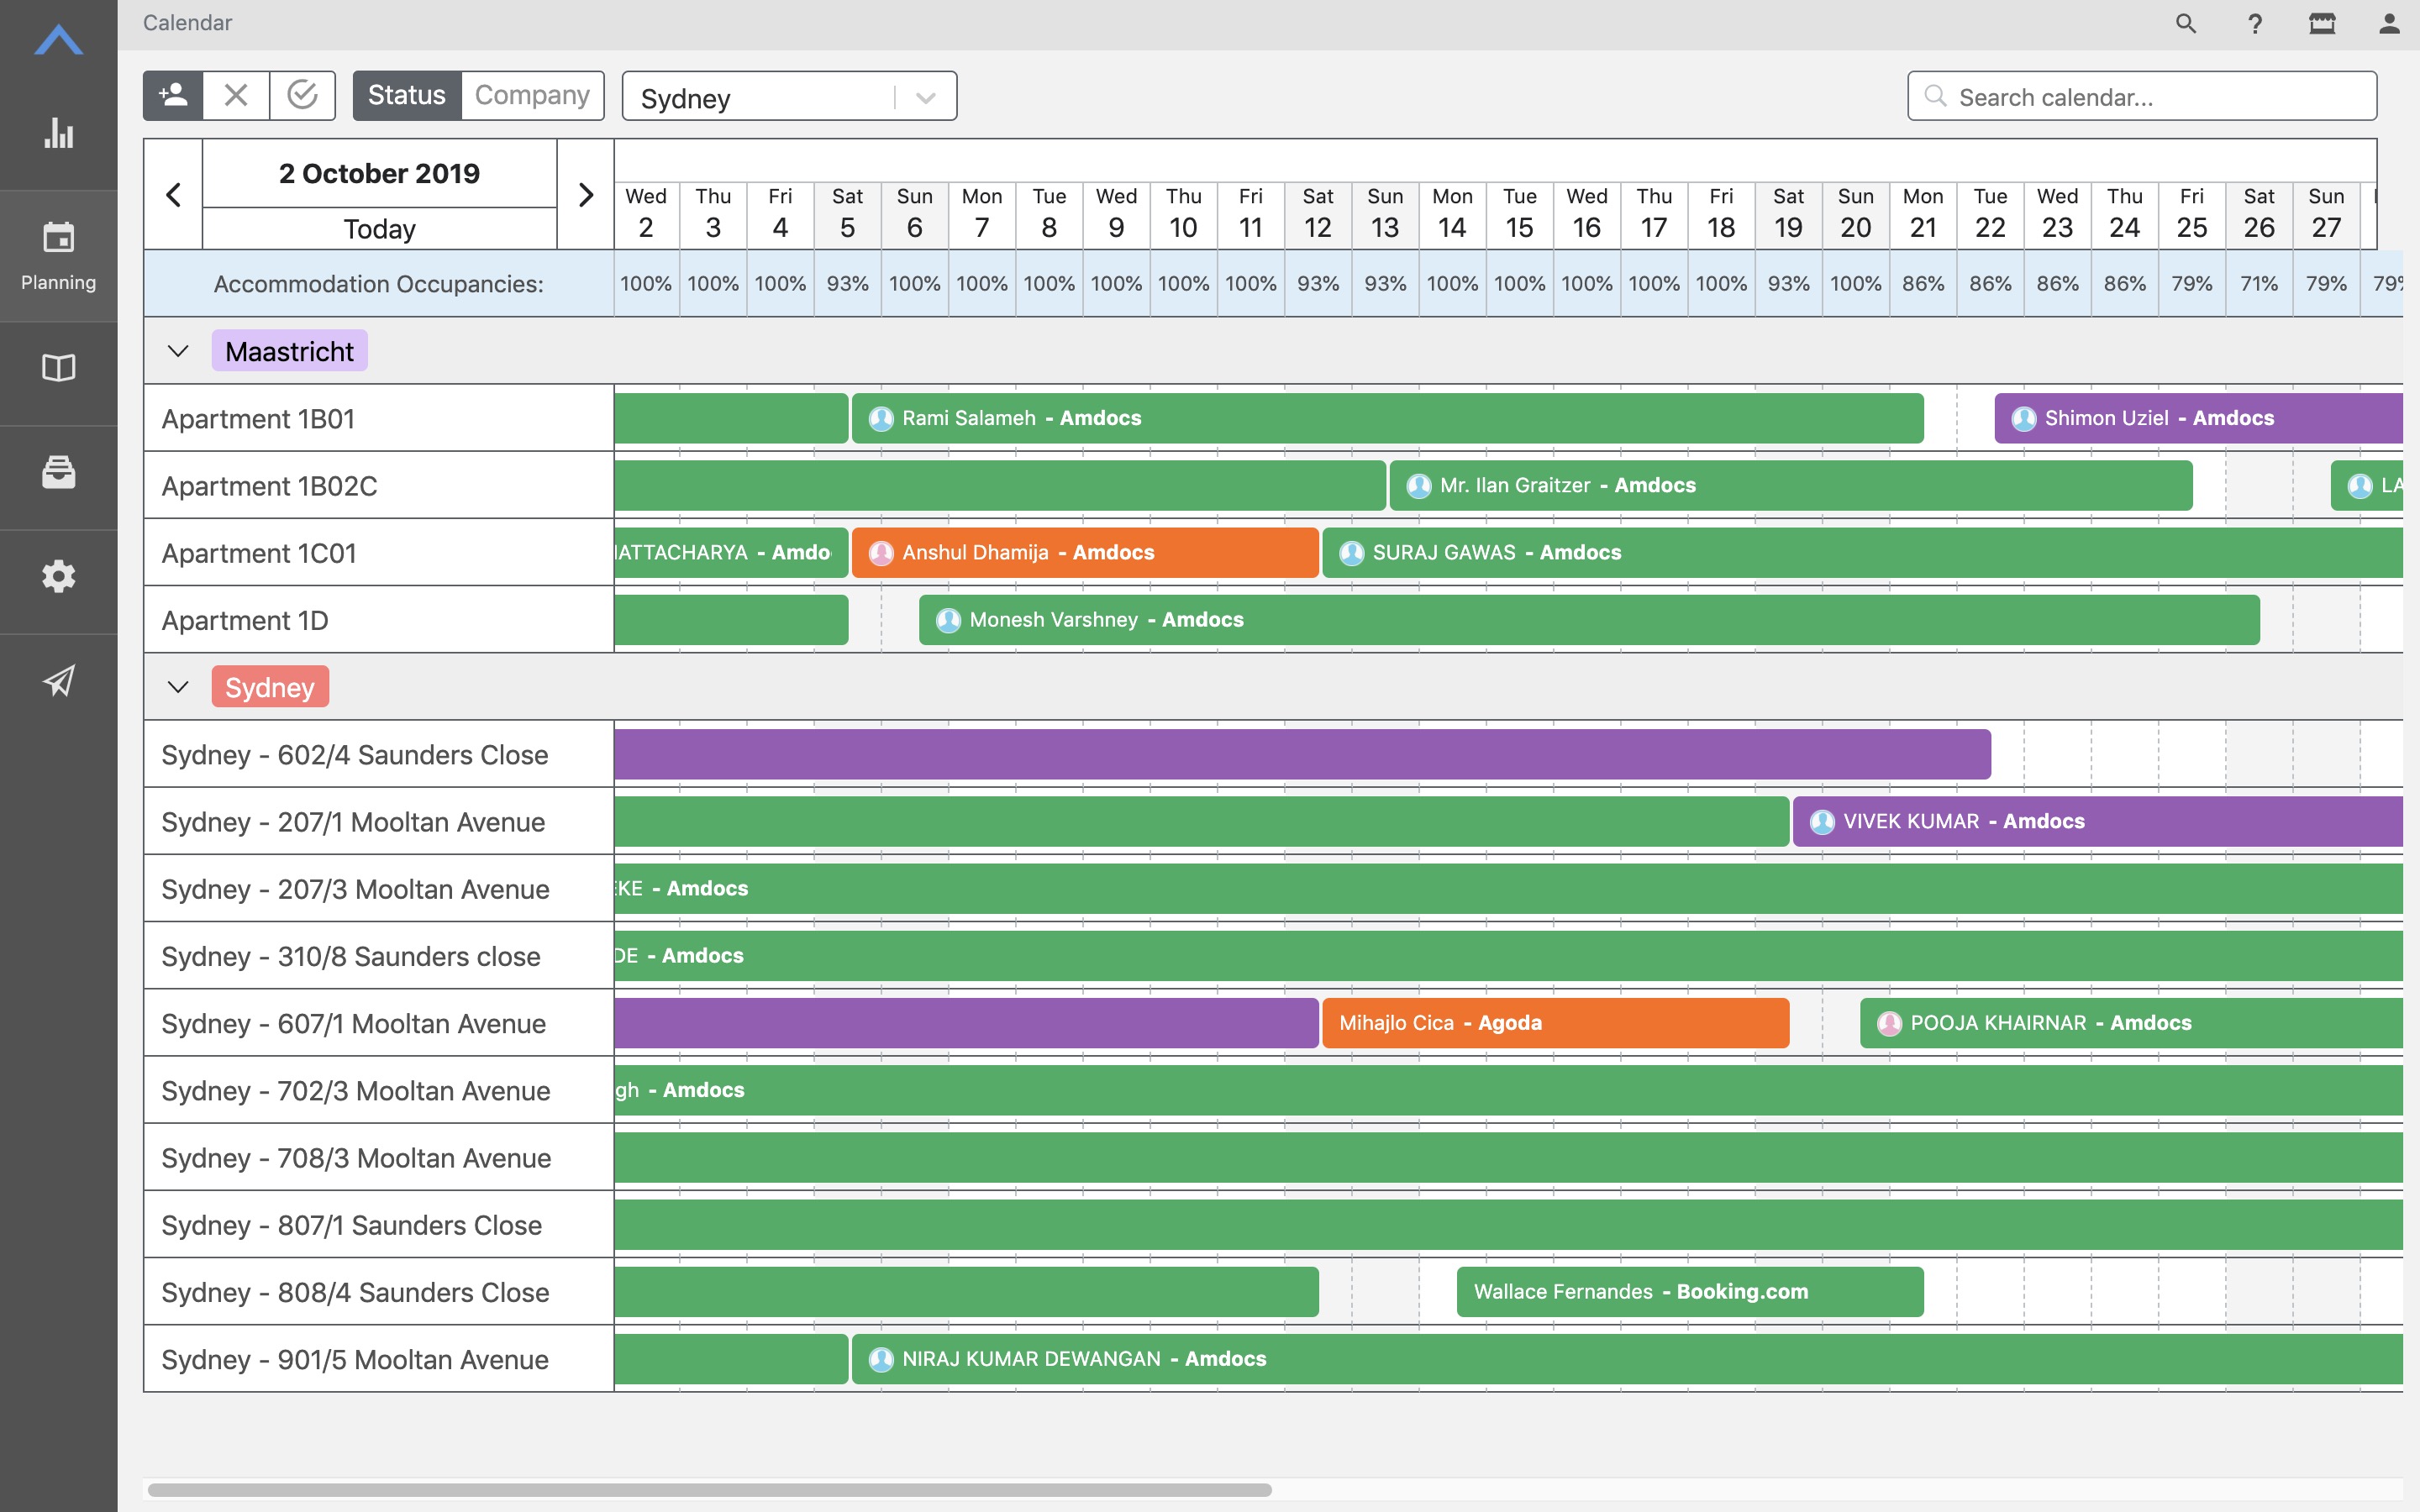 Calendar
Planning
Status Company Sydney Search calendar...
2 October 2019
Today
Wed Thu Fri Sat Sun Mon Tue Wed Thu Fri Sat Sun Mon Tue Wed Thu Fri Sat Sun Mon Tue Wed Thu Fri Sat Sun
2 3 4 5 6 7 8 9 10 11 12 13 14 15 16 17 18 19 20 21 22 23 24 25 26 27
Accommodation Occupancies: 100% 100% 100% 93% 100% 100% 100% 100% 100% 100% 93% 93% 100% 100% 100% 100% 100% 93% 100% 86% 86% 86% 86% 79% 71% 79% 79%
Maastricht
Apartment 1B01 Rami Salameh - Amdocs Shimon Uziel - Amdocs
Apartment 1B02C Mr. Ilan Graitzer - Amdocs LA
Apartment 1C01 ATTACHARYA - Amdo Anshul Dhamija - Amdocs SURAJ GAWAS - Amdocs
Apartment 1D Monesh Varshney - Amdocs
Sydney
Sydney - 602/4 Saunders Close
Sydney - 207/1 Mooltan Avenue VIVEK KUMAR - Amdocs
Sydney - 207/3 Mooltan Avenue KE - Amdocs
Sydney - 310/8 Saunders close DE - Amdocs
Sydney - 607/1 Mooltan Avenue Mihajlo Cica - Agoda POOJA KHAIRNAR - Amdocs
Sydney - 702/3 Mooltan Avenue gh - Amdocs
Sydney - 708/3 Mooltan Avenue
Sydney - 807/1 Saunders Close
Sydney - 808/4 Saunders Close Wallace Fernandes - Booking.com
Sydney - 901/5 Mooltan Avenue NIRAJ KUMAR DEWANGAN - Amdocs